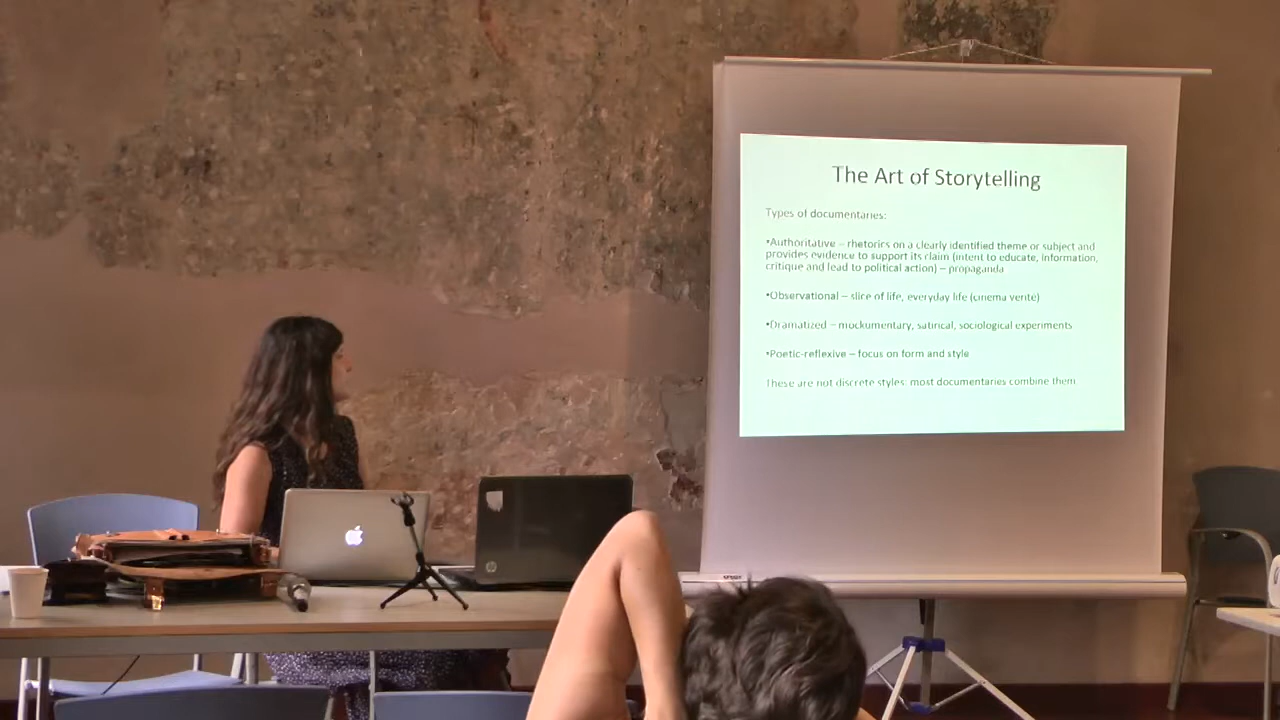 The Art of Storytelling
Types of documentaries:
•Authoritative – rhetorics on a clearly identified theme or subject and
provides evidence to support its claim (intent to educate, information,
critique and lead to political action) – propaganda
•Observational – slice of life, everyday life (cinema verité)
•Dramatized – mockumentary, satirical, sociological experiments
•Poetic-reflexive – focus on form and style
These are not discrete styles: most documentaries combine them
hp